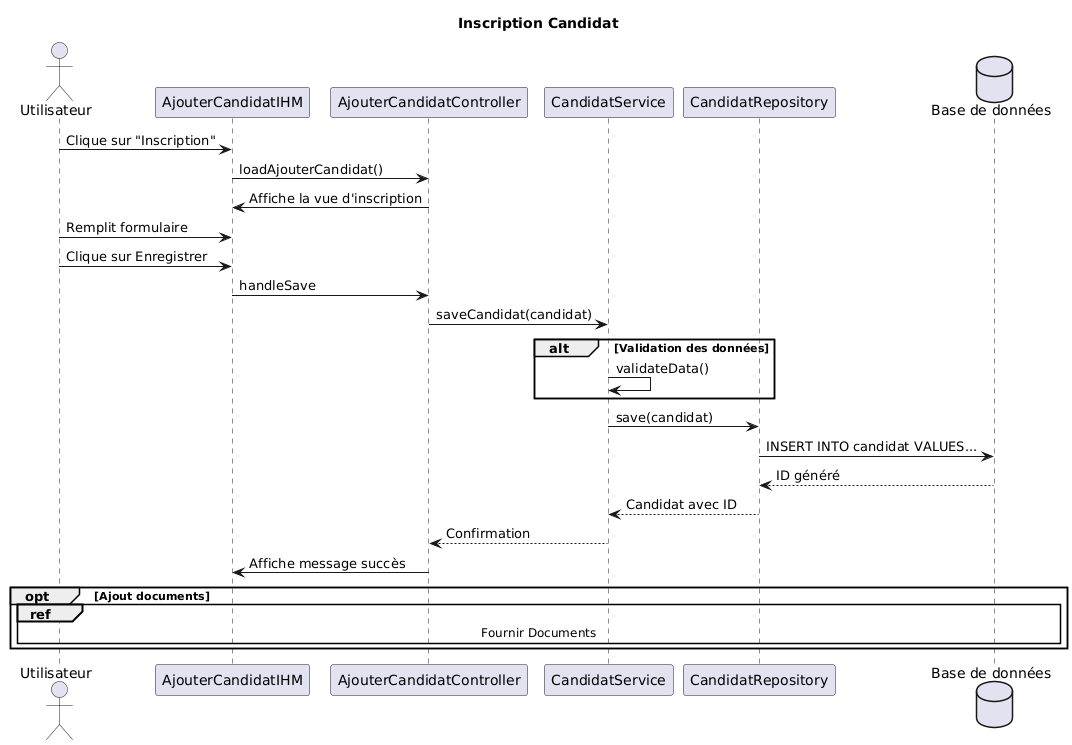 Inscription Candidat
Utilisateur
AjouterCandidatIHM
AjouterCandidatController
CandidatService
CandidatRepository
Base de données
Clique sur "Inscription"
loadAjouterCandidat()
Affiche la vue d'inscription
Remplit formulaire
Clique sur Enregistrer
handleSave
saveCandidat(candidat)
alt [Validation des données]
validateData()
save(candidat)
INSERT INTO candidat VALUES...
ID généré
Candidat avec ID
Confirmation
Affiche message succès
opt [Ajout documents]
ref
Fournir Documents
Utilisateur
AjouterCandidatIHM
AjouterCandidatController
CandidatService
CandidatRepository
Base de données